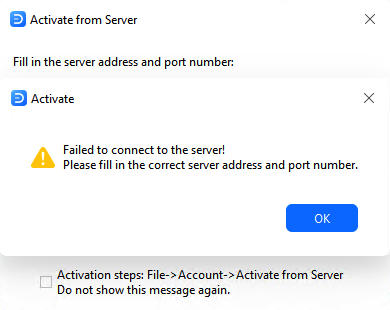 Activate from Server
Fill in the server address and port number:
Activate
Failed to connect to the server!
Please fill in the correct server address and port number.
OK
Activation steps: File->Account->Activate from Server
Do not show this message again.